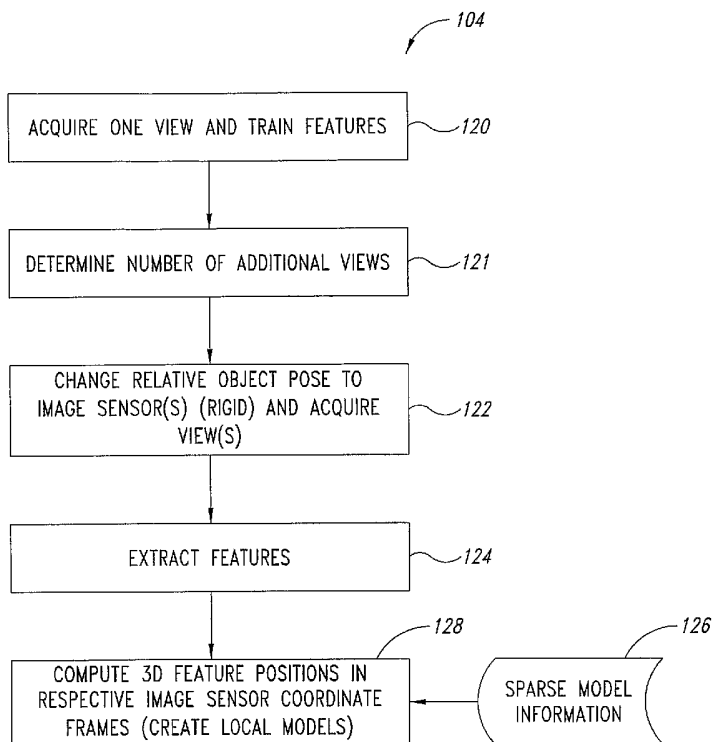 104
ACQUIRE ONE VIEW AND TRAIN FEATURES
120
DETERMINE NUMBER OF ADDITIONAL VIEWS
121
CHANGE RELATIVE OBJECT POSE TO
IMAGE SENSOR(S) (RIGID) AND ACQUIRE
VIEW(S)
122
EXTRACT FEATURES
124
128
126
COMPUTE 3D FEATURE POSITIONS IN
RESPECTIVE IMAGE SENSOR COORDINATE
FRAMES (CREATE LOCAL MODELS)
SPARSE MODEL
INFORMATION